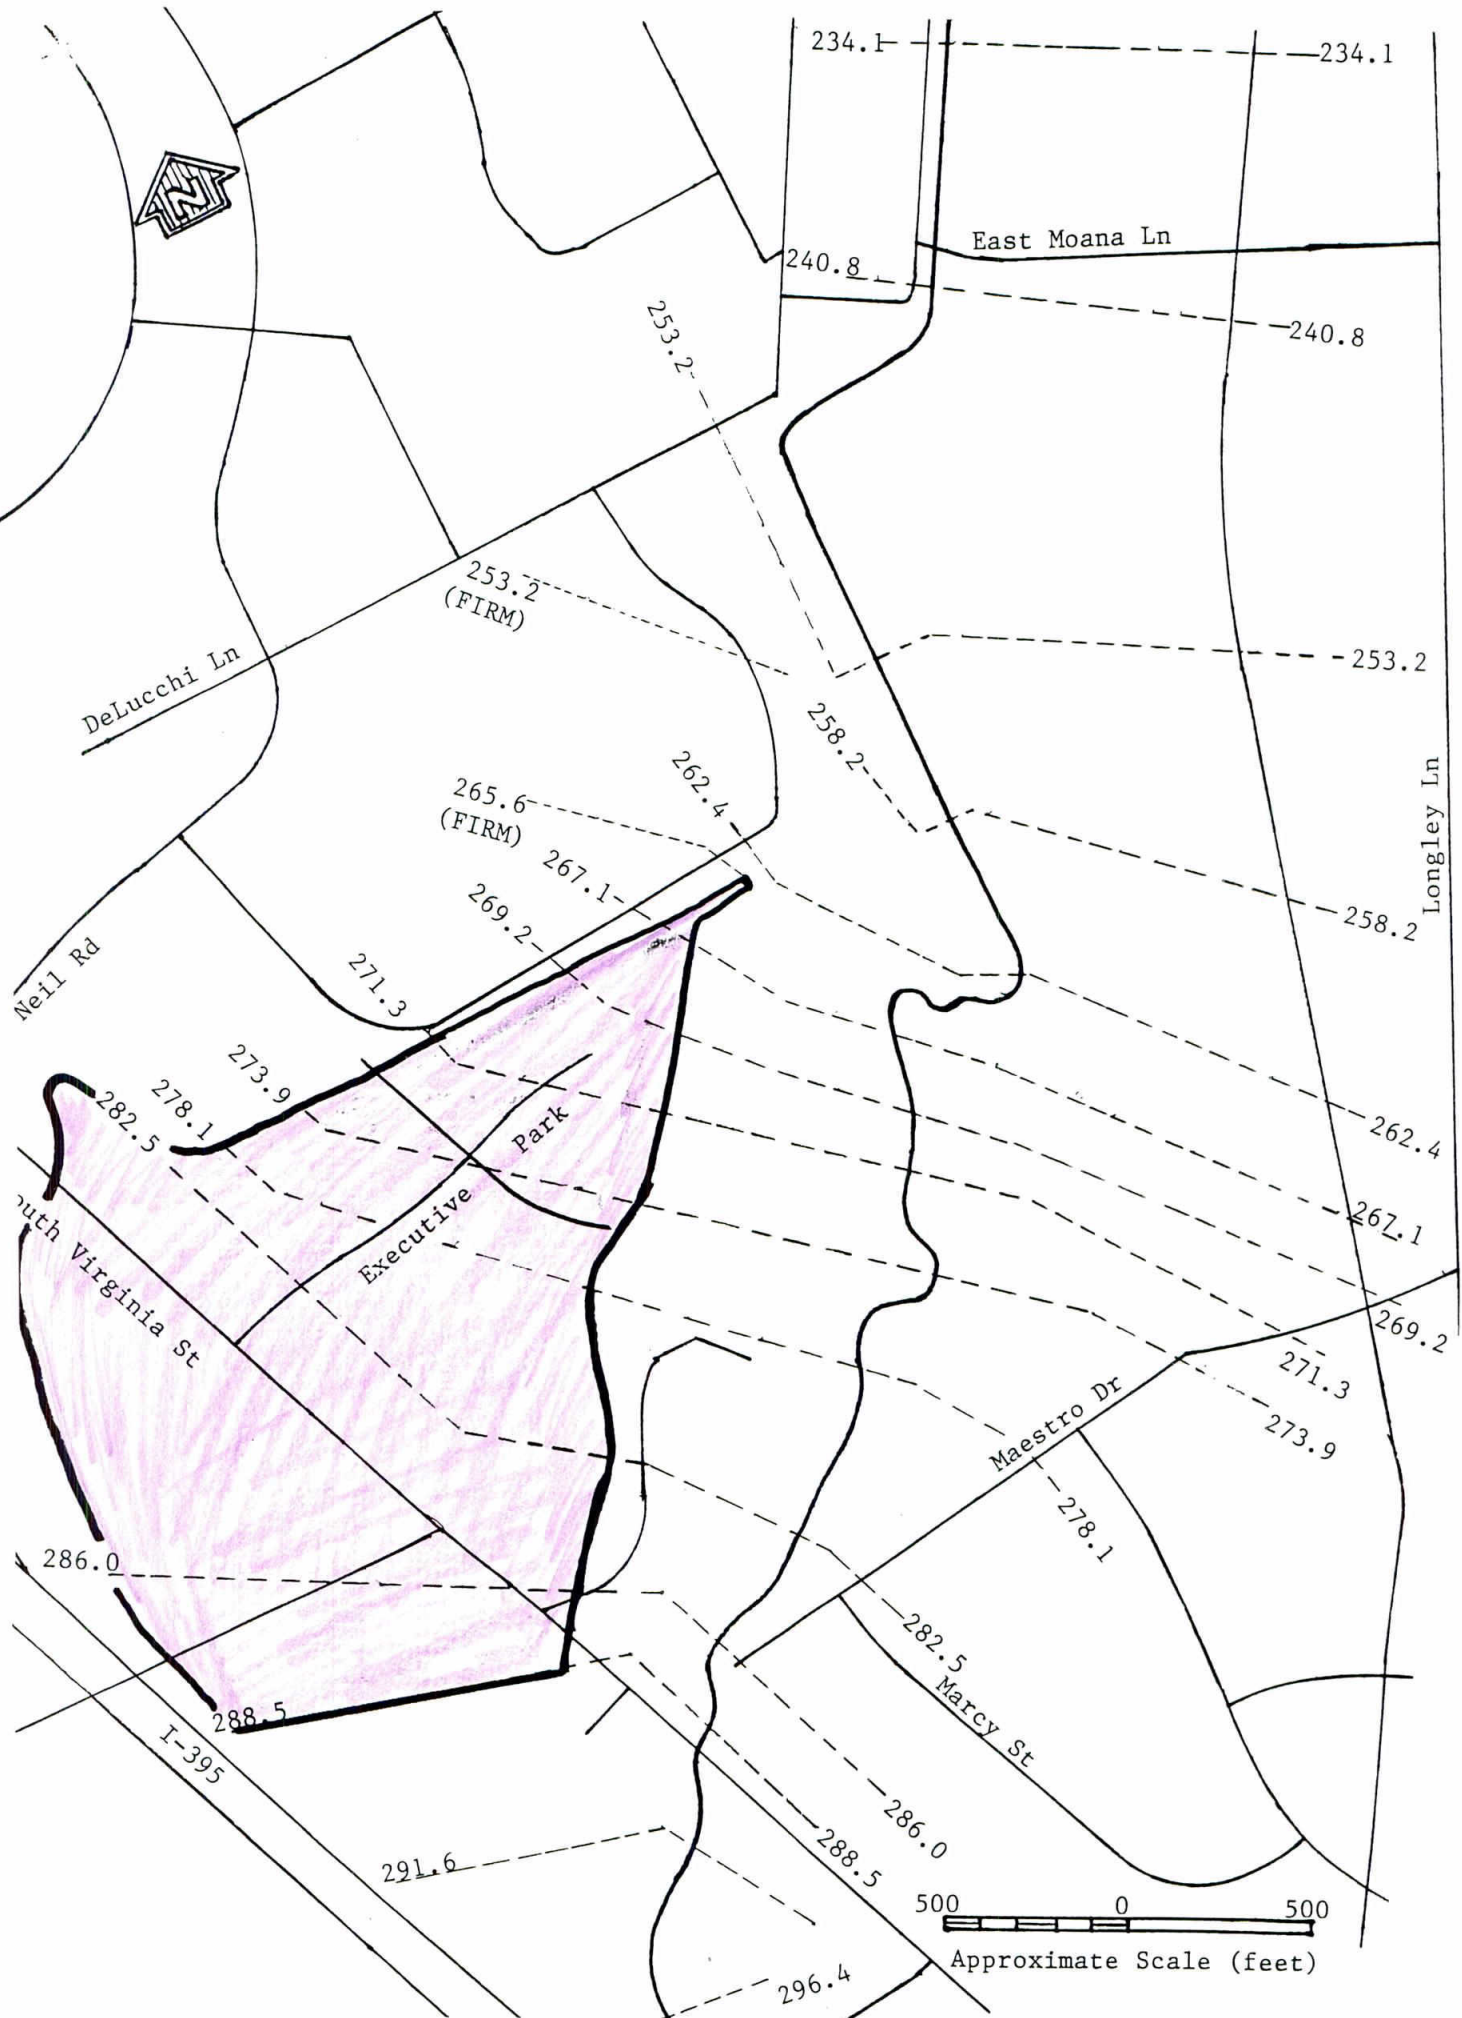 234.1
234.1
N
East Moana Ln
240.8
240.8
253.2
253.2
(FIRM)
253.2
DeLucchi Ln
258.2
262.4
265.6
(FIRM)
Longley Ln
267.1
258.2
269.2
Neil Rd
271.3
273.9
278.1
282.5
262.4
Park
Executive
267.1
outh Virginia St
269.2
271.3
Maestro Dr
273.9
278.1
286.0
282.5
Marcy St
288.5
I-395
286.0
288.5
291.6
500 0 500
Approximate Scale (feet)
296.4